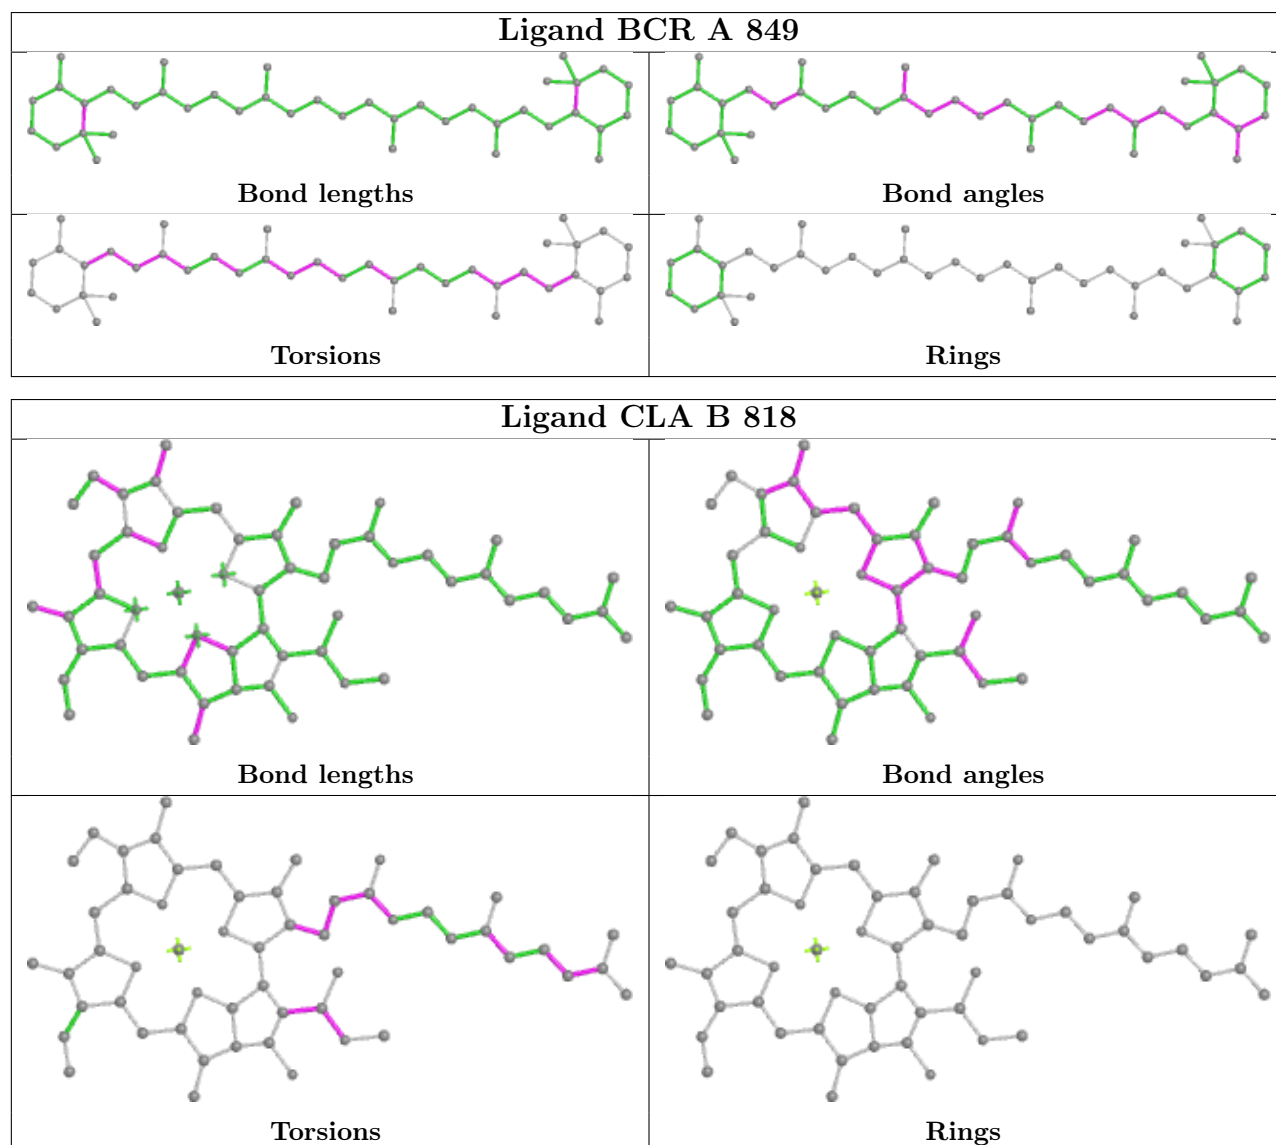 Ligand BCR A 849
Bond lengths
Bond angles
Torsions
Rings
Ligand CLA B 818
Bond lengths
Bond angles
Torsions
Rings